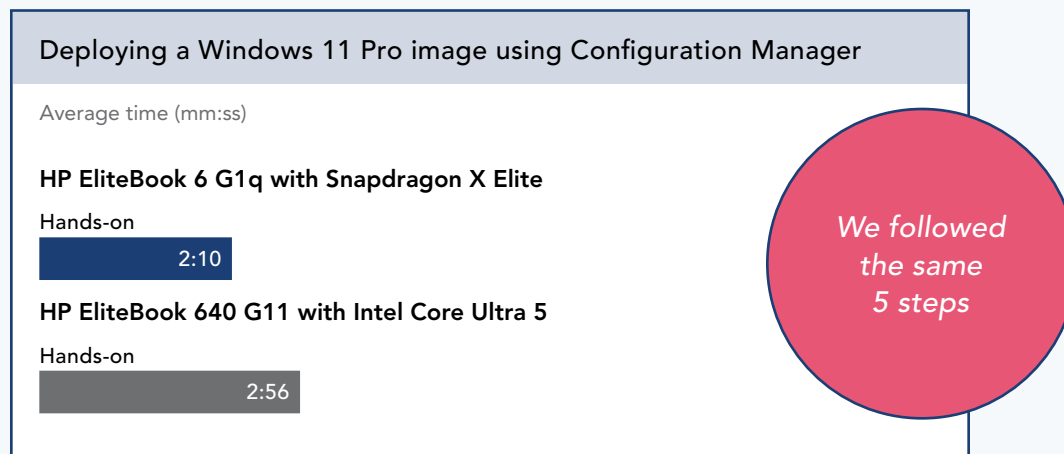 Deploying a Windows 11 Pro image using Configuration Manager
Average time (mm:ss)
HP EliteBook 6 G1q with Snapdragon X Elite
Hands-on
2:10
HP EliteBook 640 G11 with Intel Core Ultra 5
Hands-on
2:56
We followed
the same
5 steps